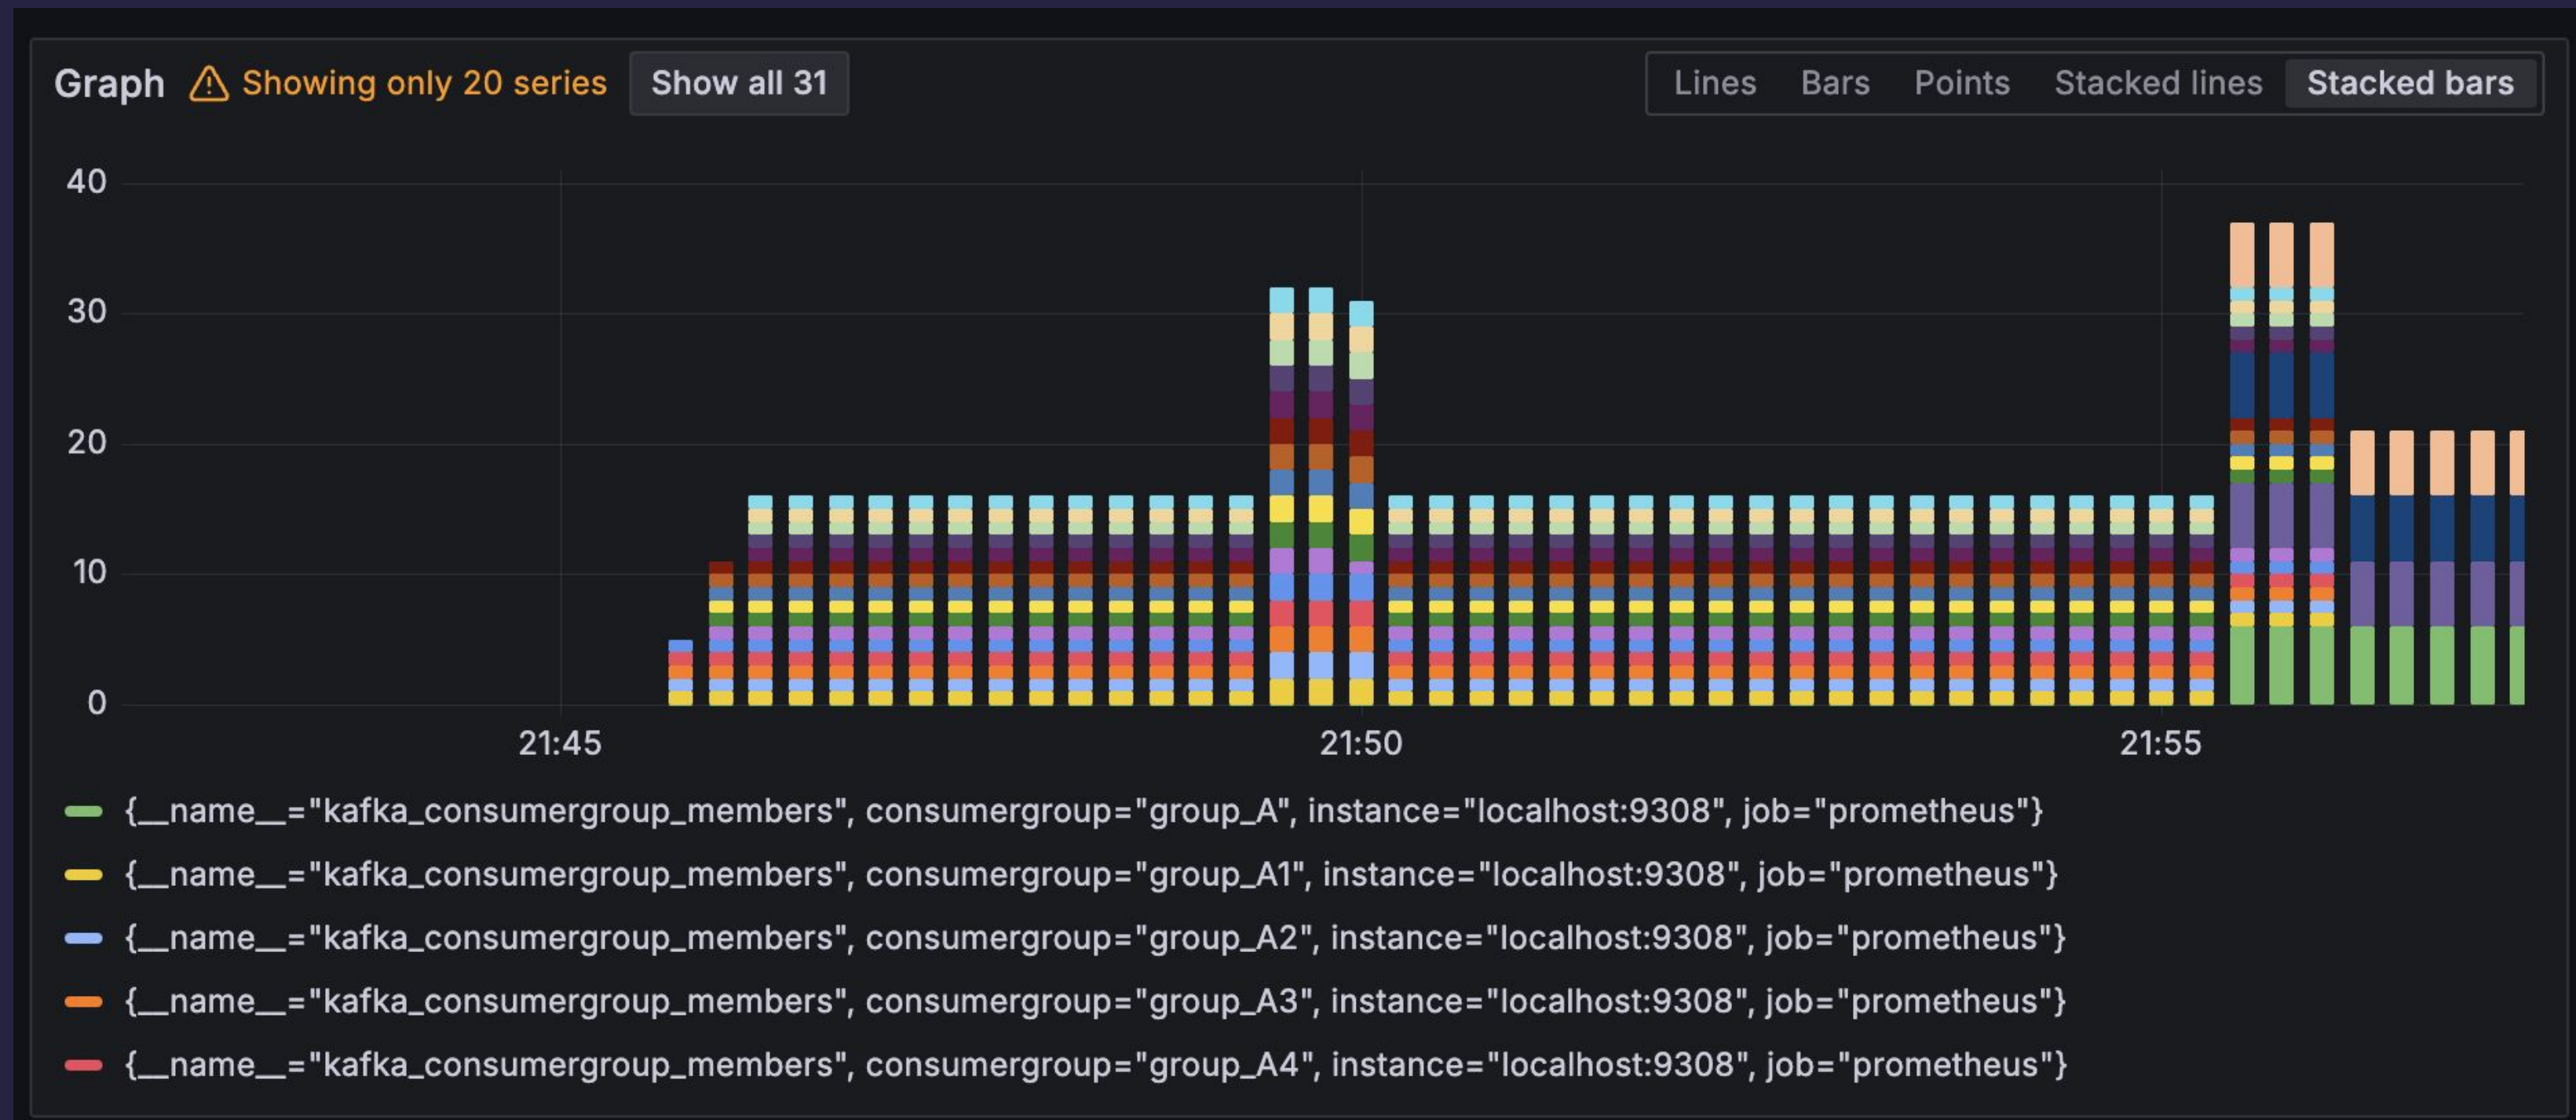 Graph Showing only 20 series Show all 31 Lines Bars Points Stacked lines Stacked bars
40
30
20
10
0
21:45 21:50 21:55
{__name__="kafka_consumergroup_members", consumergroup="group_A", instance="localhost:9308", job="prometheus"}
{__name__="kafka_consumergroup_members", consumergroup="group_A1", instance="localhost:9308", job="prometheus"}
{__name__="kafka_consumergroup_members", consumergroup="group_A2", instance="localhost:9308", job="prometheus"}
{__name__="kafka_consumergroup_members", consumergroup="group_A3", instance="localhost:9308", job="prometheus"}
{__name__="kafka_consumergroup_members", consumergroup="group_A4", instance="localhost:9308", job="prometheus"}